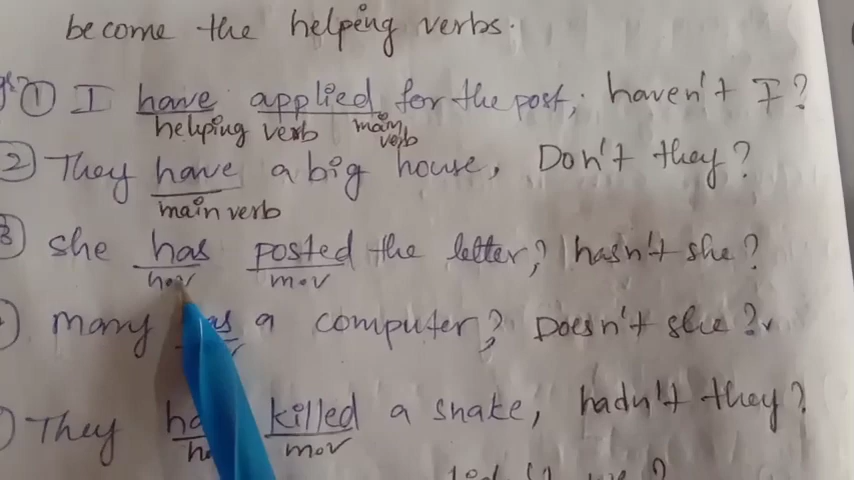 become the helping verbs.
① I have applied for the post, haven't I?
helping verb main verb
② They have a big house, Don't they?
main verb
she has posted the letter? hasn't she?
h.v m.v
many a computer? Doesn't she?
They killed a snake, hadn't they?
m.v